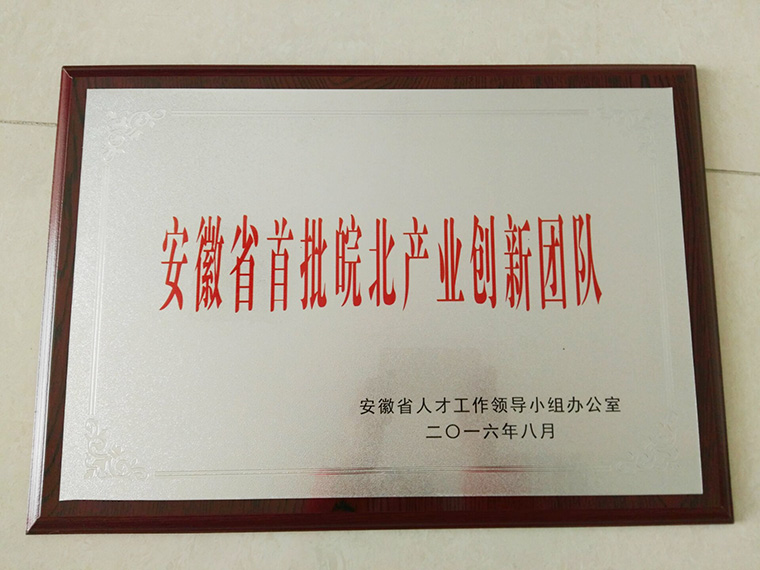 安徽省首批皖北产业创新团队
安徽省人才工作领导小组办公室
二〇一六年八月